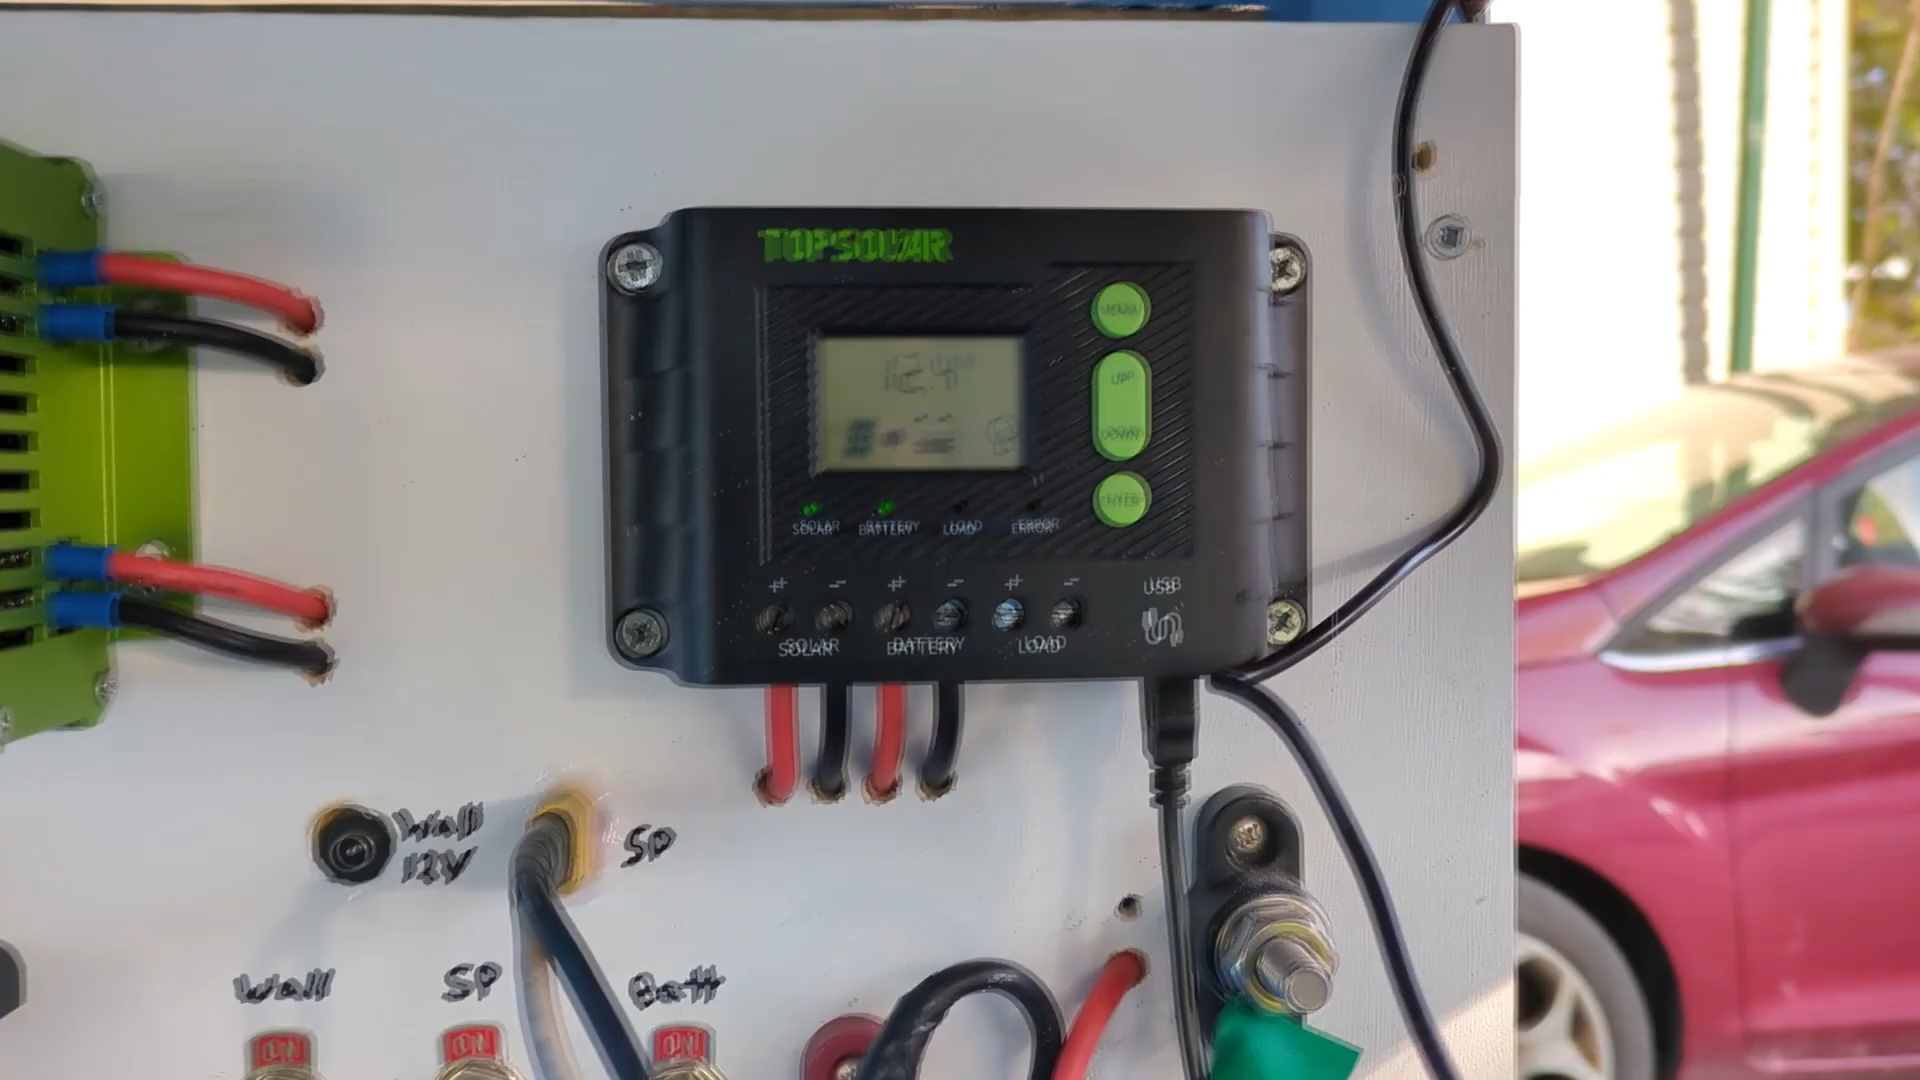 TOPSOLAR
MENU
12.4
UP
DOWN
ENTER
SOLAR BATTERY LOAD ERROR
+ - + - + - USB
SOLAR BATTERY LOAD
Wall
12V
SP
Wall SP Batt
ON ON ON